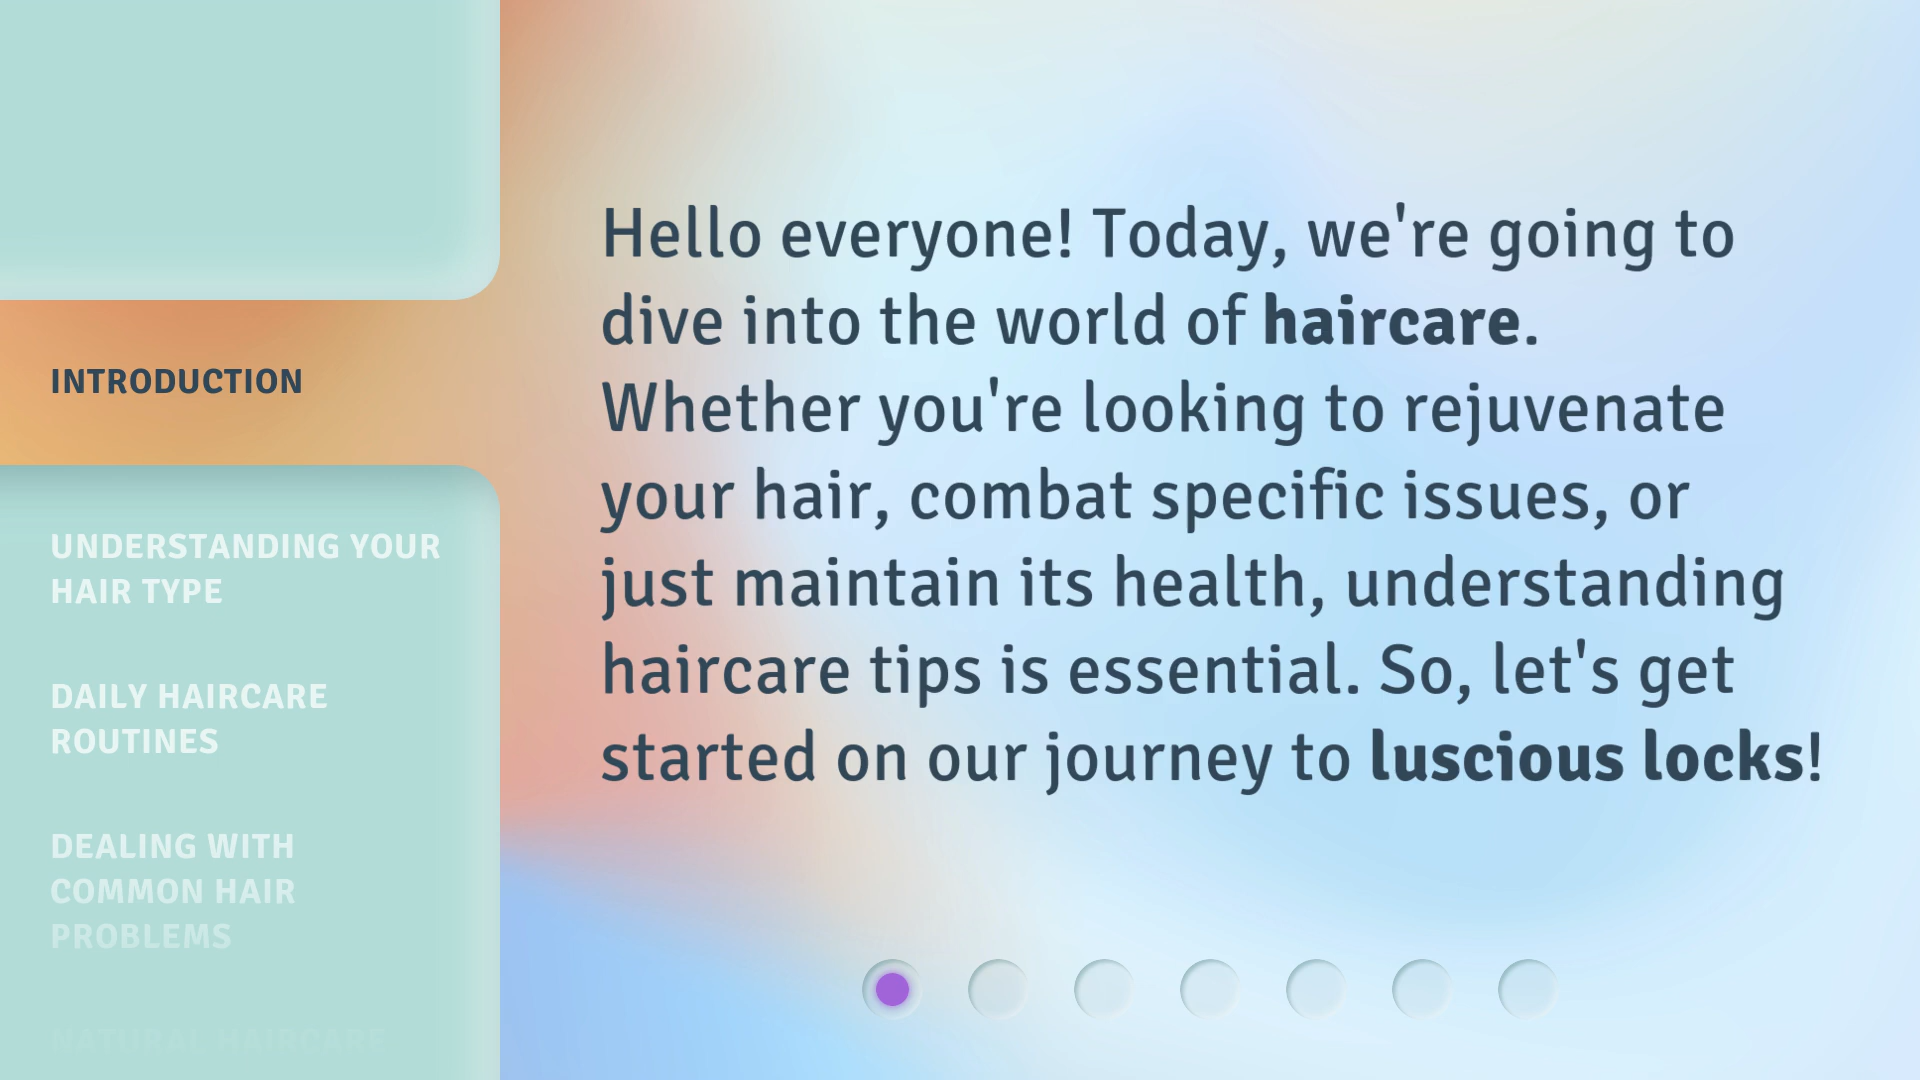 INTRODUCTION
UNDERSTANDING YOUR
HAIR TYPE
DAILY HAIRCARE
ROUTINES
DEALING WITH
COMMON HAIR
PROBLEMS
NATURAL HAIRCARE
Hello everyone! Today, we're going to
dive into the world of haircare.
Whether you're looking to rejuvenate
your hair, combat specific issues, or
just maintain its health, understanding
haircare tips is essential. So, let's get
started on our journey to luscious locks!